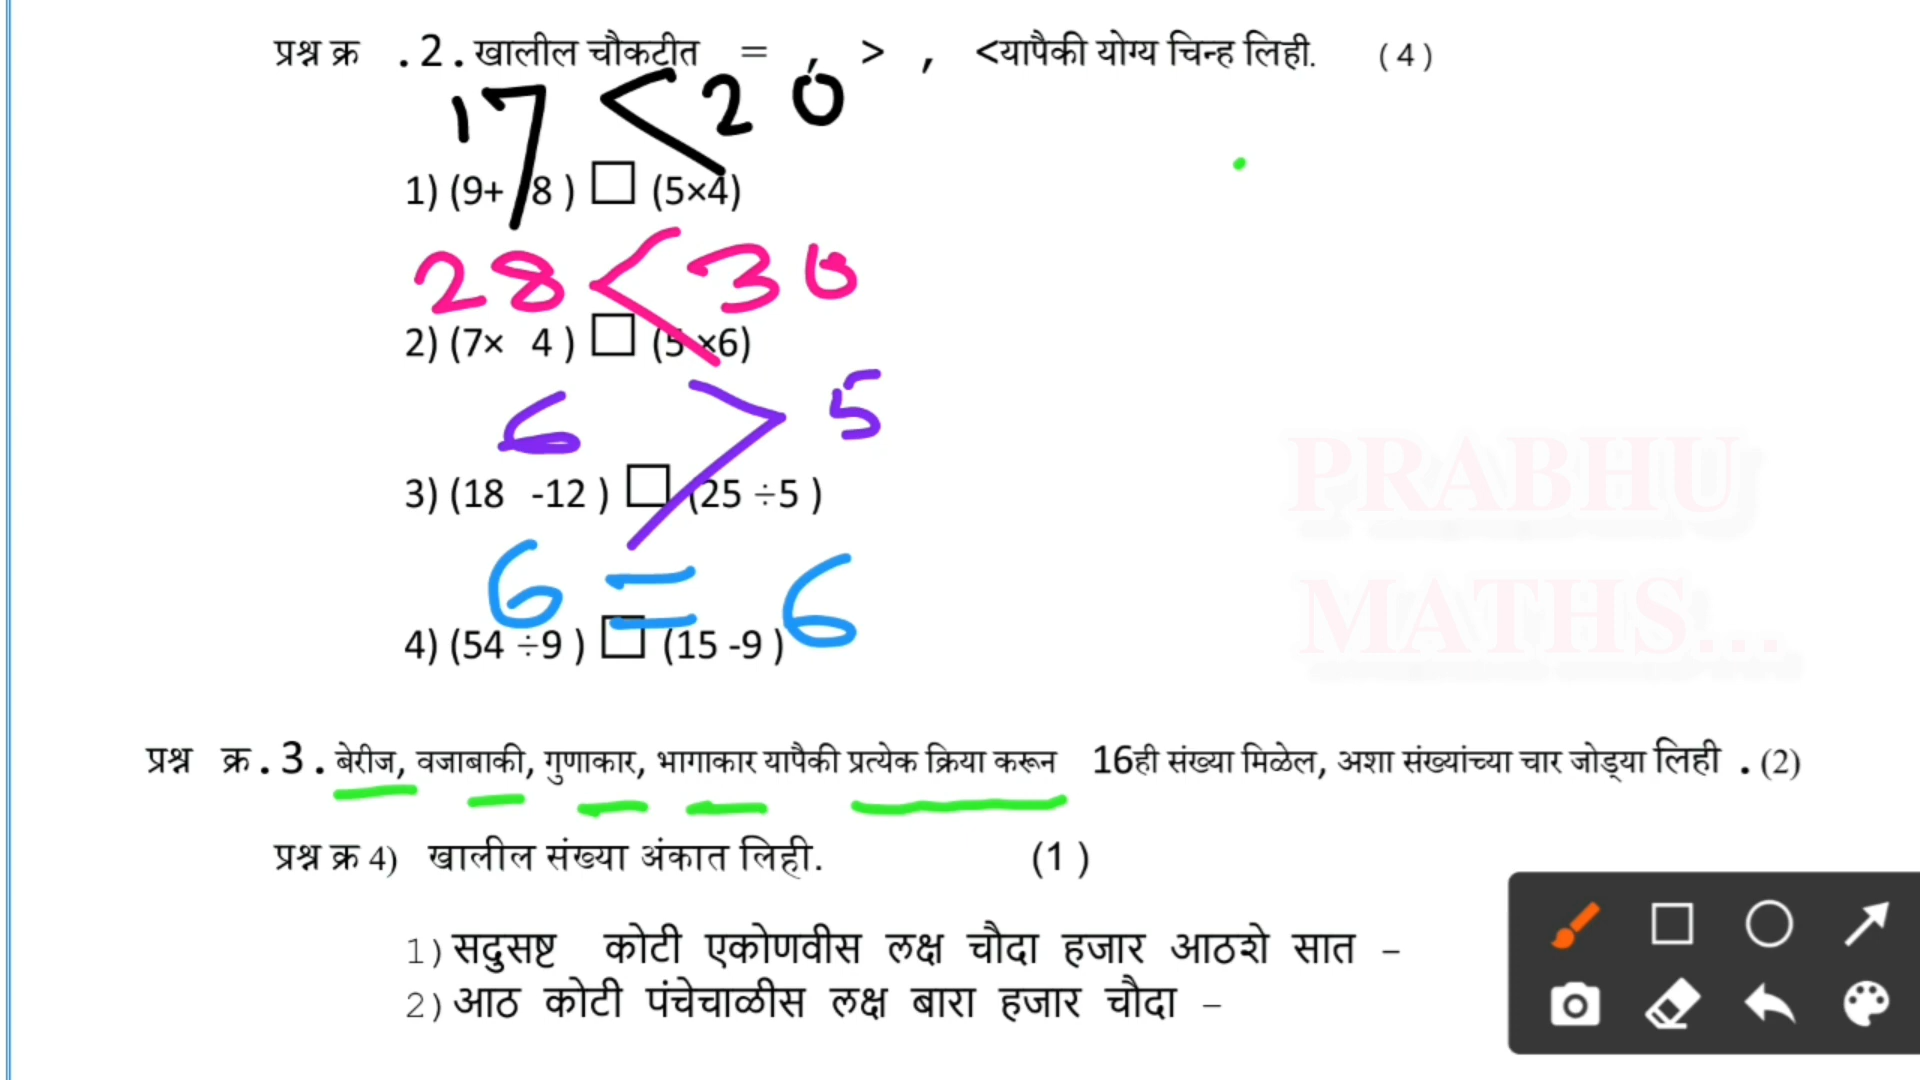 प्रश्न क्र .2. खालील चौकटीत = , > , <यापैकी योग्य चिन्ह लिही. (4)
17 < 20
1) (9+ 8 ) □ (5×4)
28 < 30
2) (7× 4 ) □ (5 ×6)
6 > 5
3) (18 -12 ) □ (25 ÷5 )
6 = 6
4) (54 ÷9 ) □ (15 -9 )
PRABHU
MATHS...
प्रश्न क्र.3. बेरीज, वजाबाकी, गुणाकार, भागाकार यापैकी प्रत्येक क्रिया करून 16ही संख्या मिळेल, अशा संख्यांच्या चार जोड्या लिही . (2)
प्रश्न क्र 4) खालील संख्या अंकात लिही. (1 )
1) सदुसष्ट कोटी एकोणवीस लक्ष चौदा हजार आठशे सात –
2) आठ कोटी पंचेचाळीस लक्ष बारा हजार चौदा –